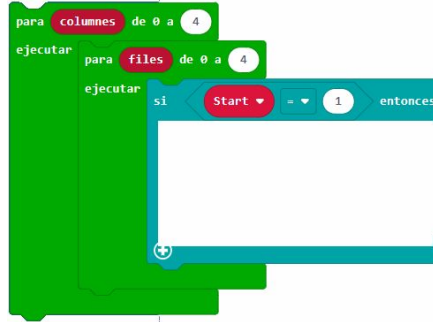 para columnes de 0 a 4
ejecutar
para files de 0 a 4
ejecutar
si Start = 1 entonces